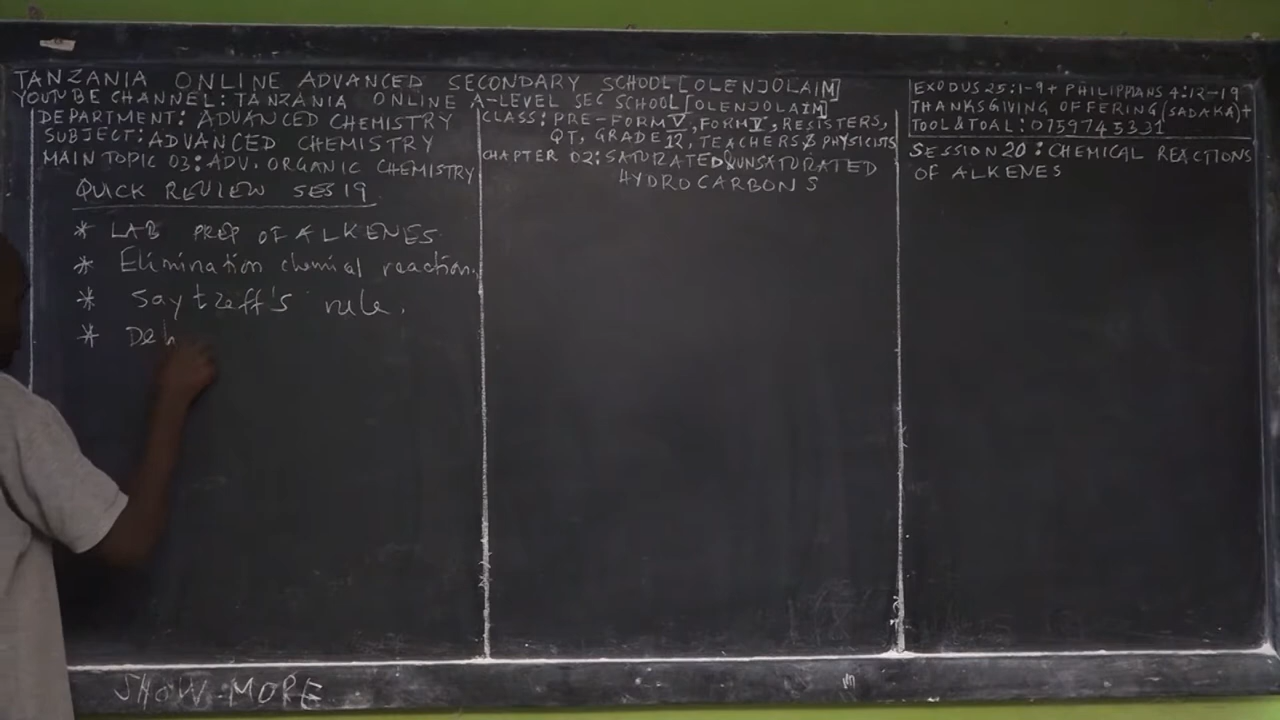 TANZANIA ONLINE ADVANCED SECONDARY SCHOOL [OLENJOLAIM]
YOUTUBE CHANNEL: TANZANIA ONLINE A-LEVEL SEC SCHOOL [OLENJOLAIM]
DEPARTMENT: ADVANCED CHEMISTRY
SUBJECT: ADVANCED CHEMISTRY
MAIN TOPIC 03: ADV. ORGANIC CHEMISTRY
QUICK REVIEW SES 19
* LAB PREP OF ALKENES
* Elimination chemial reaction.
* Saytzeff's rule.
* Deh
CLASS: PRE-FORM V, FORM V, RESISTERS,
QT, GRADE 12, TEACHERS & PHYSICISTS
CHAPTER 02: SATURATED & UNSATURATED
HYDROCARBONS
EXODUS 25:1-9 + PHILIPPIANS 4:12-19
THANKSGIVING OFFERING (SADAKA) +
TOOL & TOAL: 0759745331
SESSION 20: CHEMICAL REACTIONS
OF ALKENES
SHOW MORE